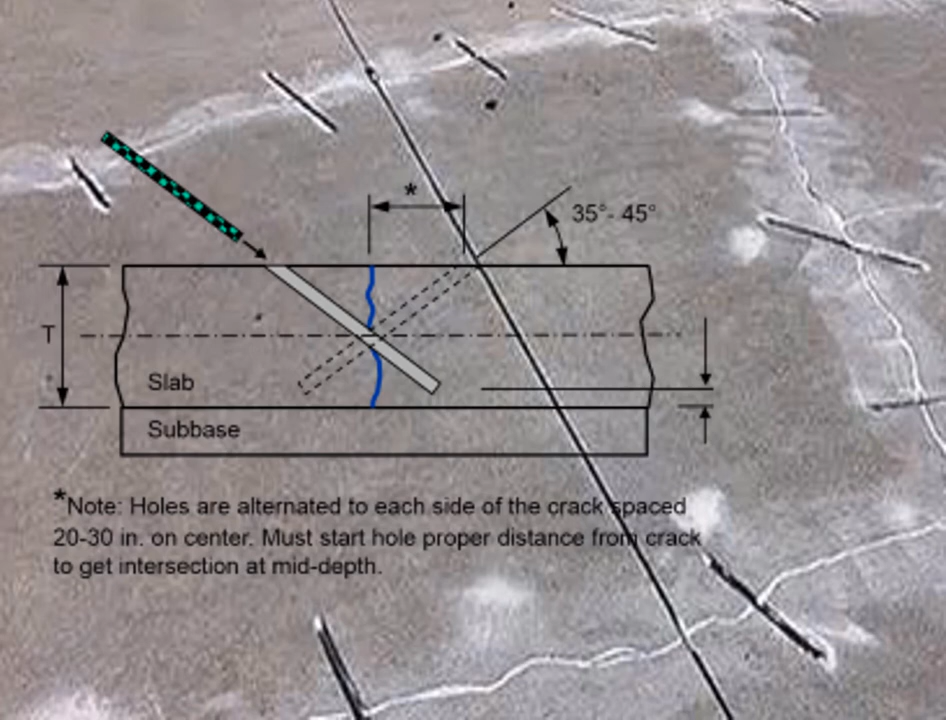 *
35°- 45°
T
Slab
Subbase
*Note: Holes are alternated to each side of the crack spaced
20-30 in. on center. Must start hole proper distance from crack
to get intersection at mid-depth.